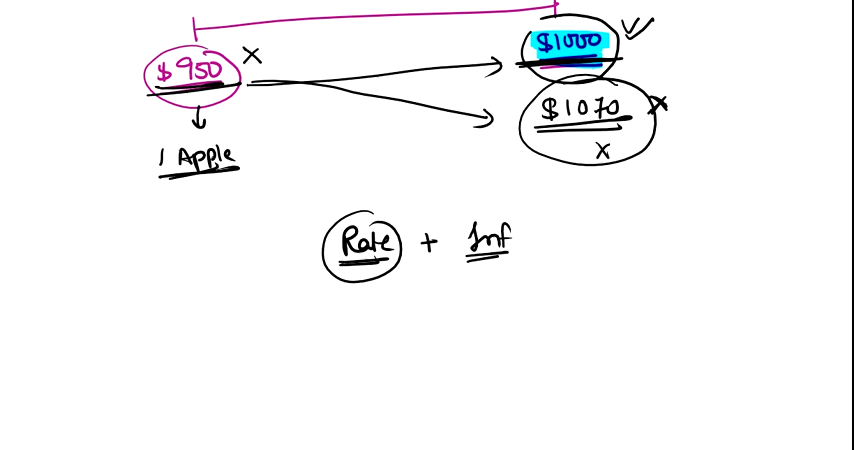 $1000
$950 x
$1070 x
x
1 Apple
Rate + Inf